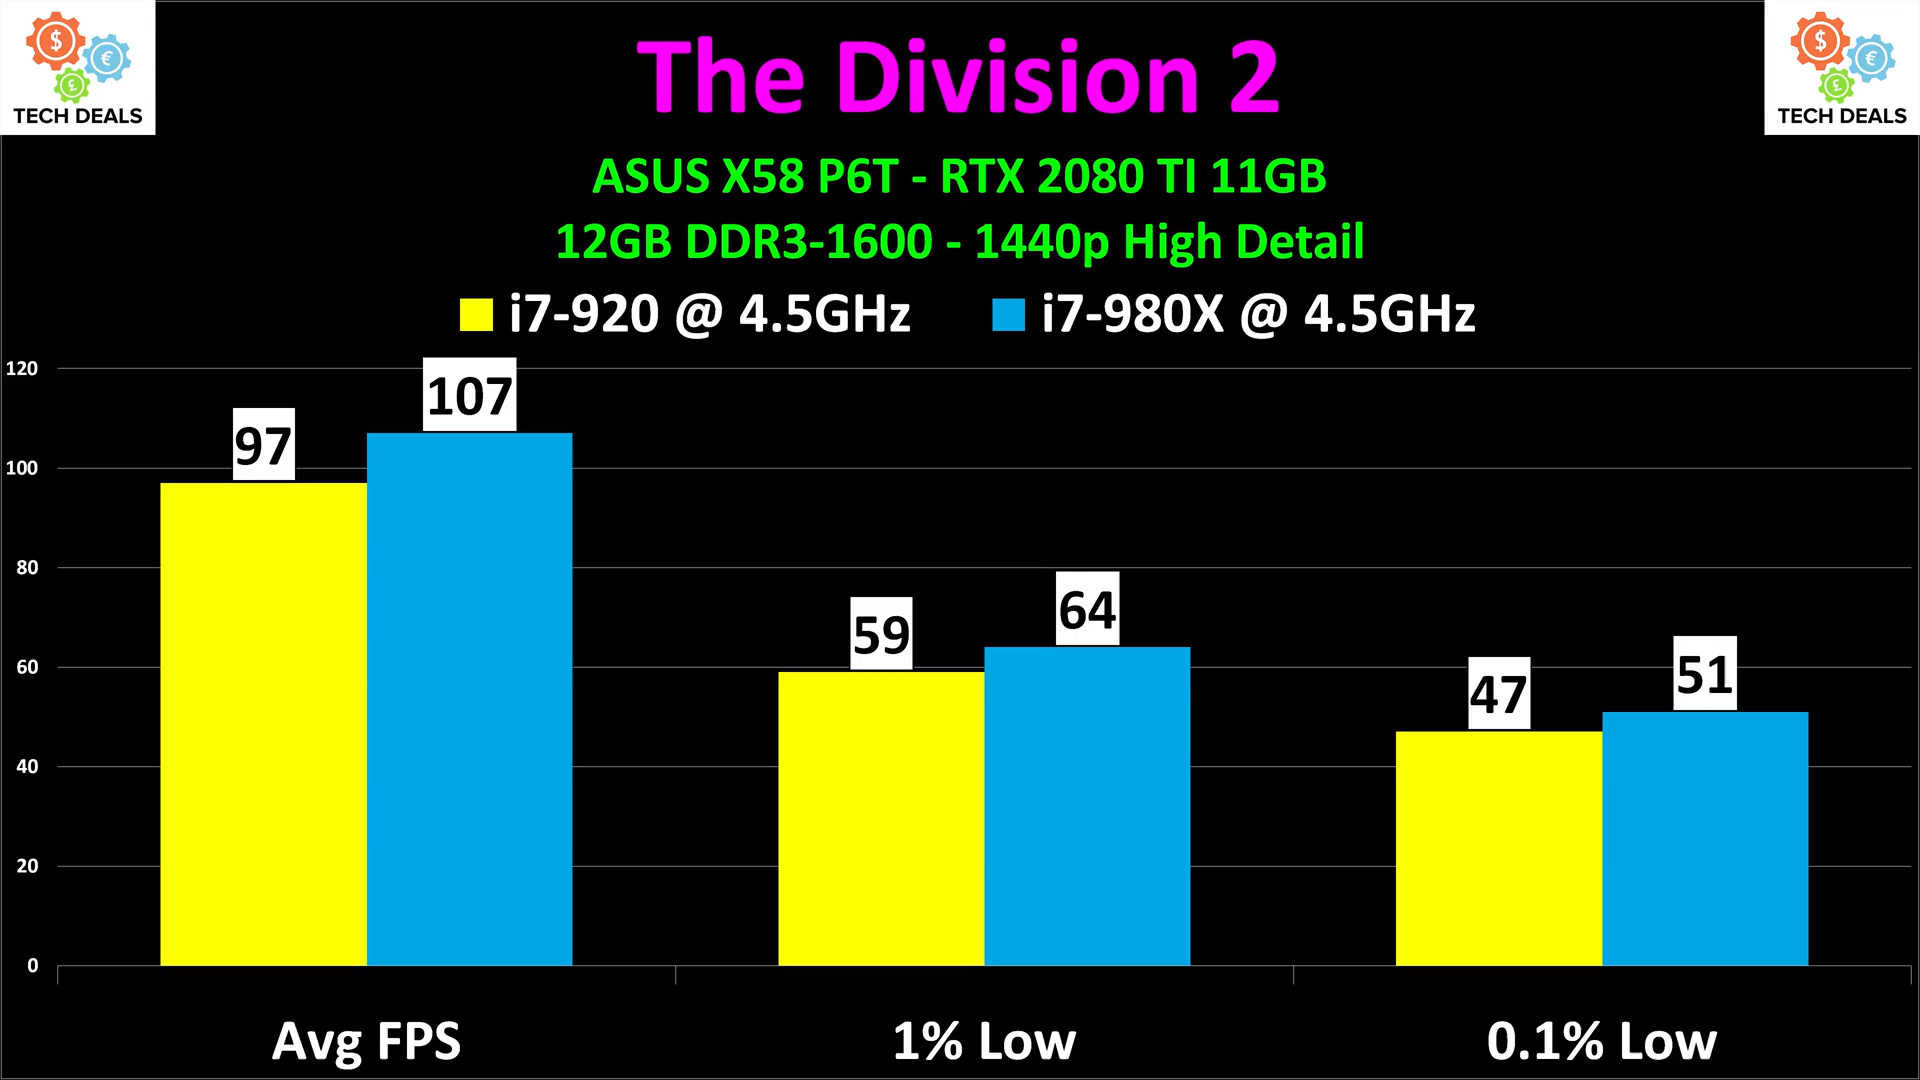 $
€
£
TECH DEALS
The Division 2
$
€
£
TECH DEALS
ASUS X58 P6T - RTX 2080 TI 11GB
12GB DDR3-1600 - 1440p High Detail
i7-920 @ 4.5GHz
i7-980X @ 4.5GHz
120
100
80
60
40
20
0
97
107
59
64
47
51
Avg FPS
1% Low
0.1% Low